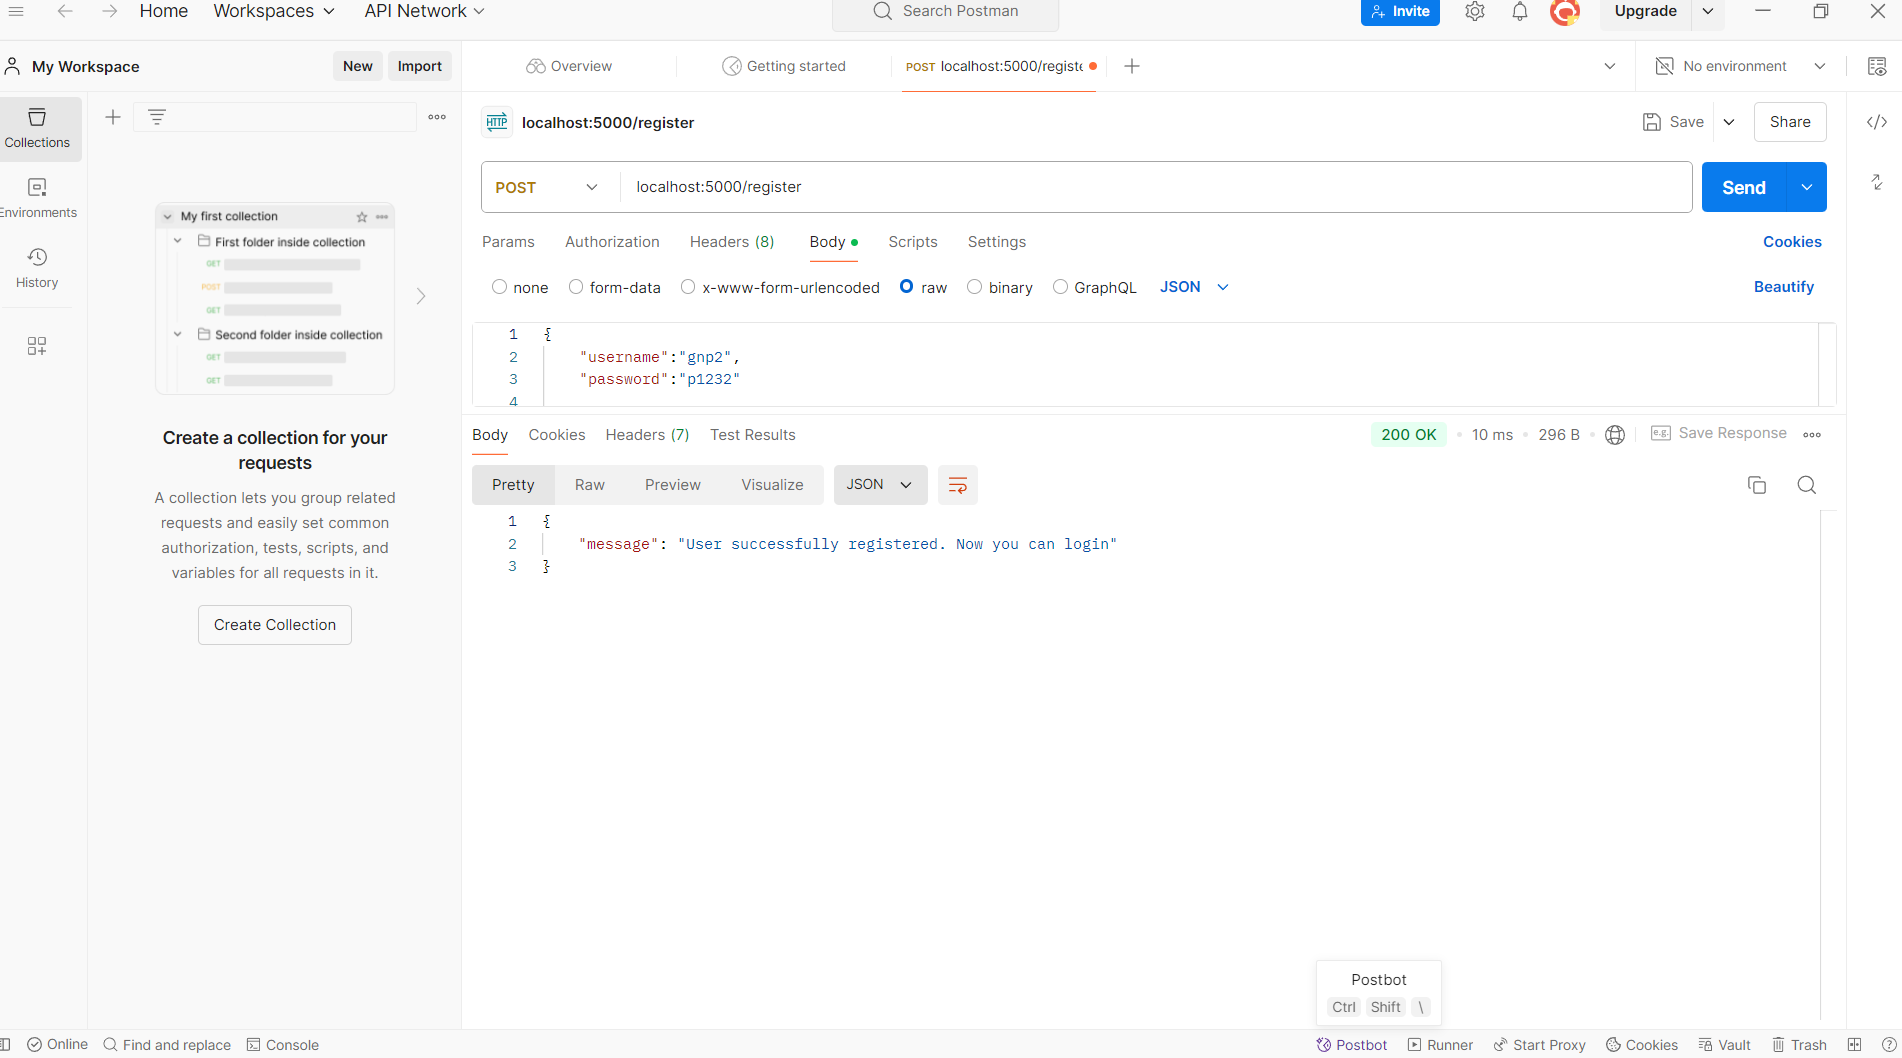 Home Workspaces API Network Search Postman Invite Upgrade
My Workspace New Import Overview Getting started POST localhost:5000/registe No environment
Collections
Environments
History
My first collection
First folder inside collection
GET
POST
GET
Second folder inside collection
GET
GET
Create a collection for your
requests
A collection lets you group related
requests and easily set common
authorization, tests, scripts, and
variables for all requests in it.
Create Collection
HTTP localhost:5000/register Save Share
POST localhost:5000/register Send
Params Authorization Headers (8) Body Scripts Settings Cookies
none form-data x-www-form-urlencoded raw binary GraphQL JSON Beautify
1 {
2 "username":"gnp2",
3 "password":"p1232"
4
Body Cookies Headers (7) Test Results 200 OK 10 ms 296 B e.g. Save Response
Pretty Raw Preview Visualize JSON
1 {
2 "message": "User successfully registered. Now you can login"
3 }
Postbot
Ctrl Shift \
Online Find and replace Console Postbot Runner Start Proxy Cookies Vault Trash